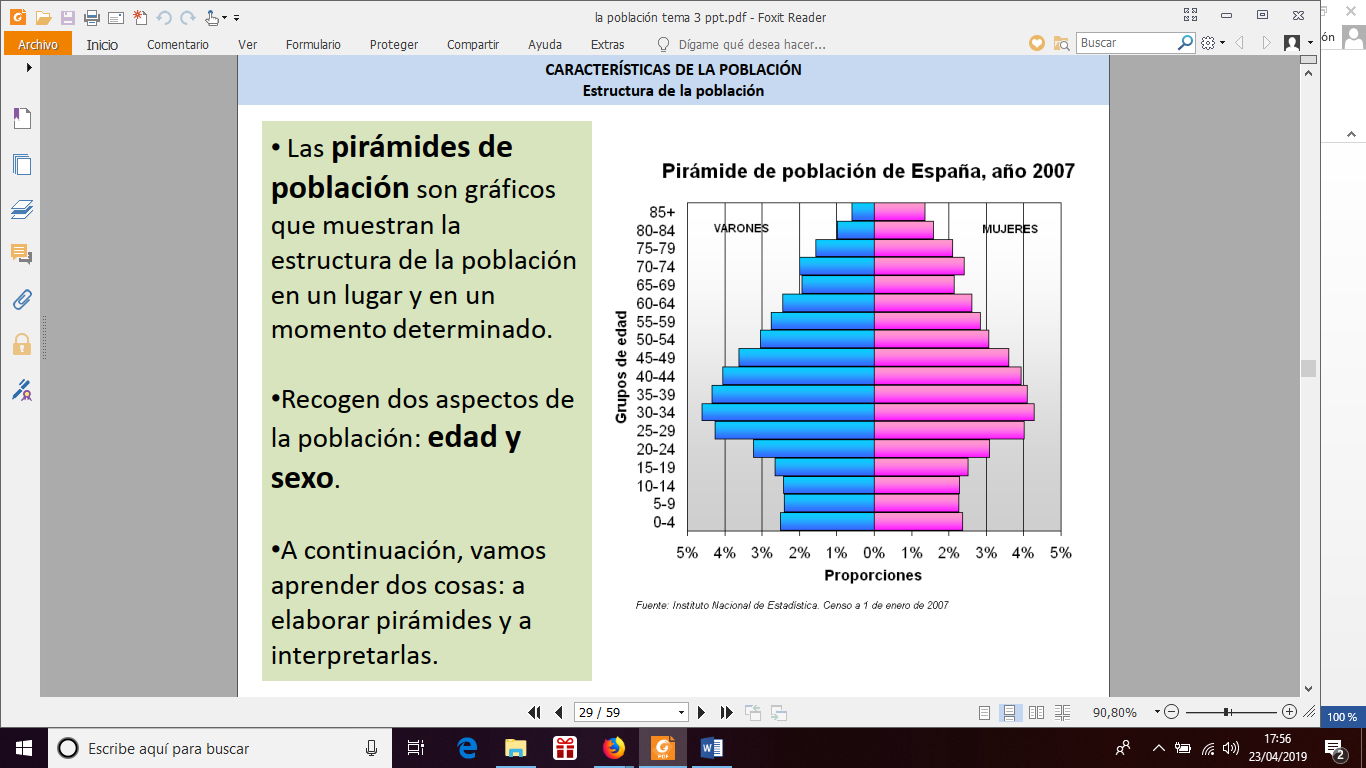 la población tema 3 ppt.pdf - Foxit Reader
Archivo Inicio Comentario Ver Formulario Proteger Compartir Ayuda Extras Dígame qué desea hacer... Buscar
ón
CARACTERÍSTICAS DE LA POBLACIÓN
Estructura de la población
• Las pirámides de
población son gráficos
que muestran la
estructura de la población
en un lugar y en un
momento determinado.
•Recogen dos aspectos de
la población: edad y
sexo.
•A continuación, vamos
aprender dos cosas: a
elaborar pirámides y a
interpretarlas.
Pirámide de población de España, año 2007
VARONES MUJERES
Grupos de edad
85+
80-84
75-79
70-74
65-69
60-64
55-59
50-54
45-49
40-44
35-39
30-34
25-29
20-24
15-19
10-14
5-9
0-4
5% 4% 3% 2% 1% 0% 1% 2% 3% 4% 5%
Proporciones
Fuente: Instituto Nacional de Estadística. Censo a 1 de enero de 2007
29 / 59
90,80%
100 %
Escribe aquí para buscar
PDF
17:56
23/04/2019
2